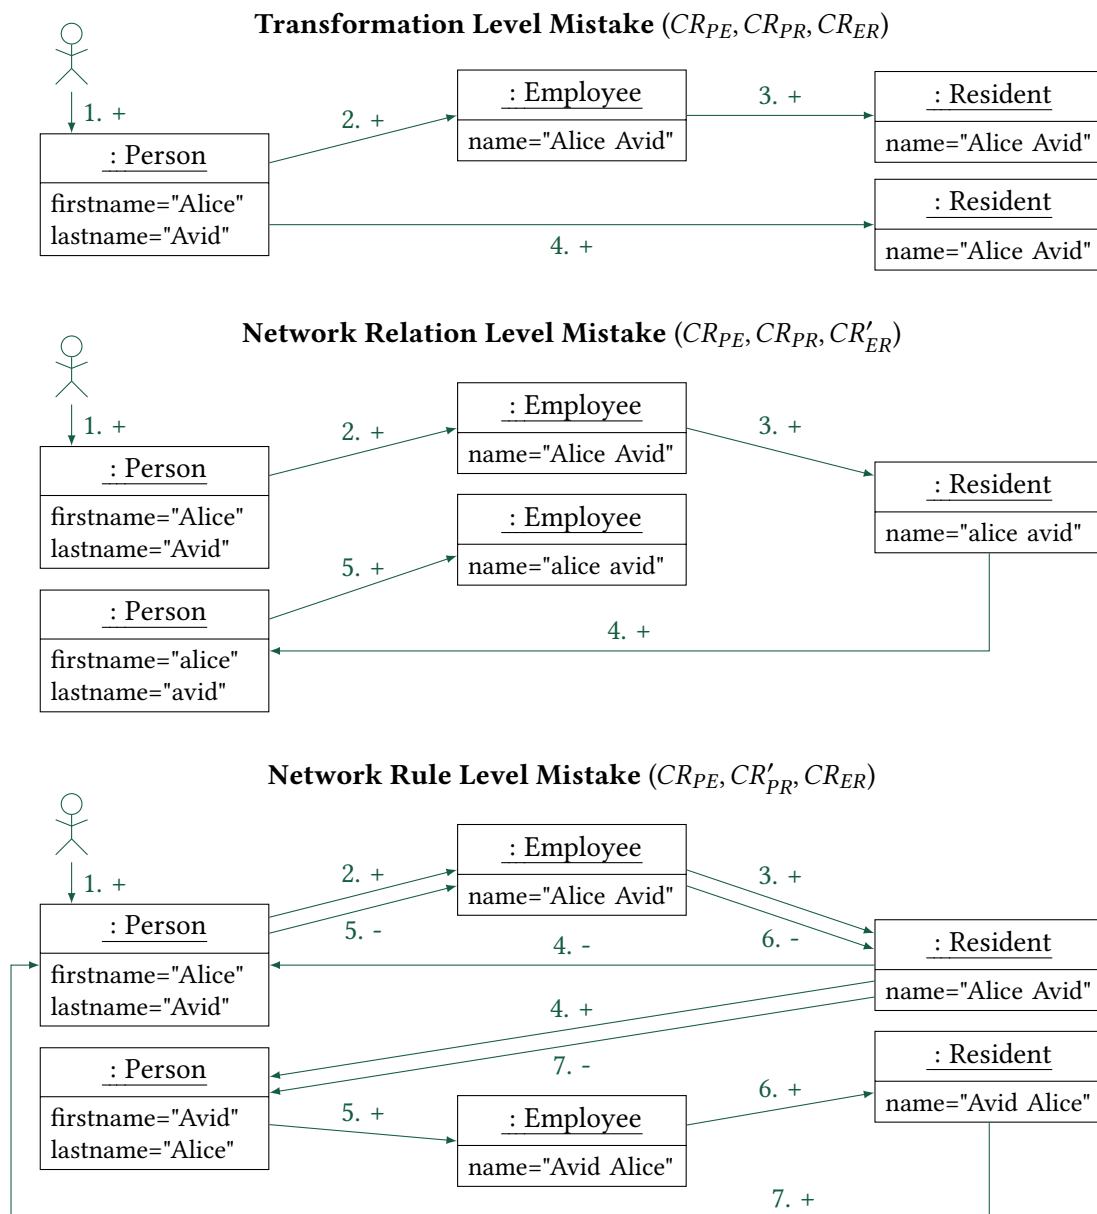 Transformation Level Mistake (CR_PE, CR_PR, CR_ER)
1. +
2. +
3. +
: Employee
name="Alice Avid"
: Resident
name="Alice Avid"
: Person
firstname="Alice"
lastname="Avid"
: Resident
name="Alice Avid"
4. +
Network Relation Level Mistake (CR_PE, CR_PR, CR'_ER)
1. +
2. +
3. +
: Employee
name="Alice Avid"
: Person
firstname="Alice"
lastname="Avid"
: Resident
name="alice avid"
: Employee
name="alice avid"
5. +
4. +
: Person
firstname="alice"
lastname="avid"
Network Rule Level Mistake (CR_PE, CR'_PR, CR_ER)
1. +
2. +
: Employee
name="Alice Avid"
3. +
5. -
6. -
: Person
firstname="Alice"
lastname="Avid"
4. -
: Resident
name="Alice Avid"
4. +
7. -
: Person
firstname="Avid"
lastname="Alice"
5. +
: Employee
name="Avid Alice"
6. +
: Resident
name="Avid Alice"
7. +